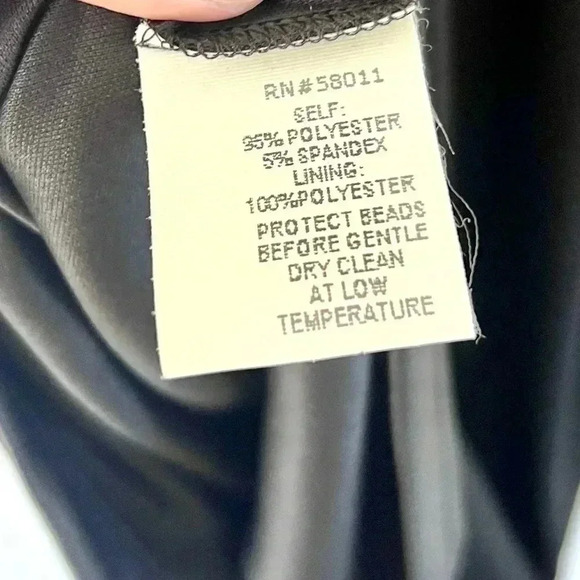 RN#58011
SELF:
95% POLYESTER
5% SPANDEX
LINING:
100%POLYESTER
PROTECT BEADS
BEFORE GENTLE
DRY CLEAN
AT LOW
TEMPERATURE